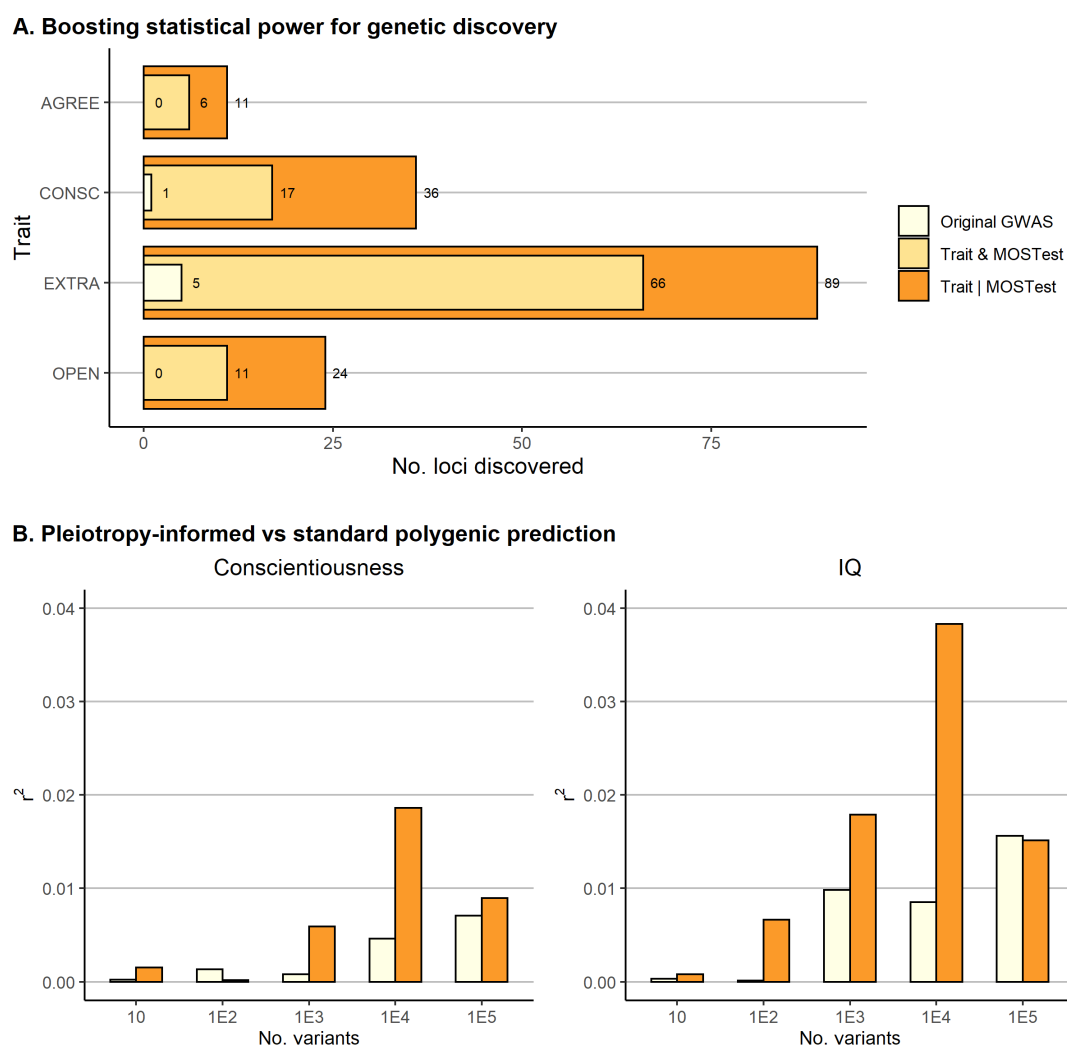 A. Boosting statistical power for genetic discovery
Trait
AGREE
0 6 11
CONSC
1 17 36
EXTRA
5 66 89
OPEN
0 11 24
0 25 50 75
No. loci discovered
Original GWAS
Trait & MOSTest
Trait | MOSTest
B. Pleiotropy-informed vs standard polygenic prediction
Conscientiousness
r²
0.04
0.03
0.02
0.01
0.00
10 1E2 1E3 1E4 1E5
No. variants
IQ
r²
0.04
0.03
0.02
0.01
0.00
10 1E2 1E3 1E4 1E5
No. variants